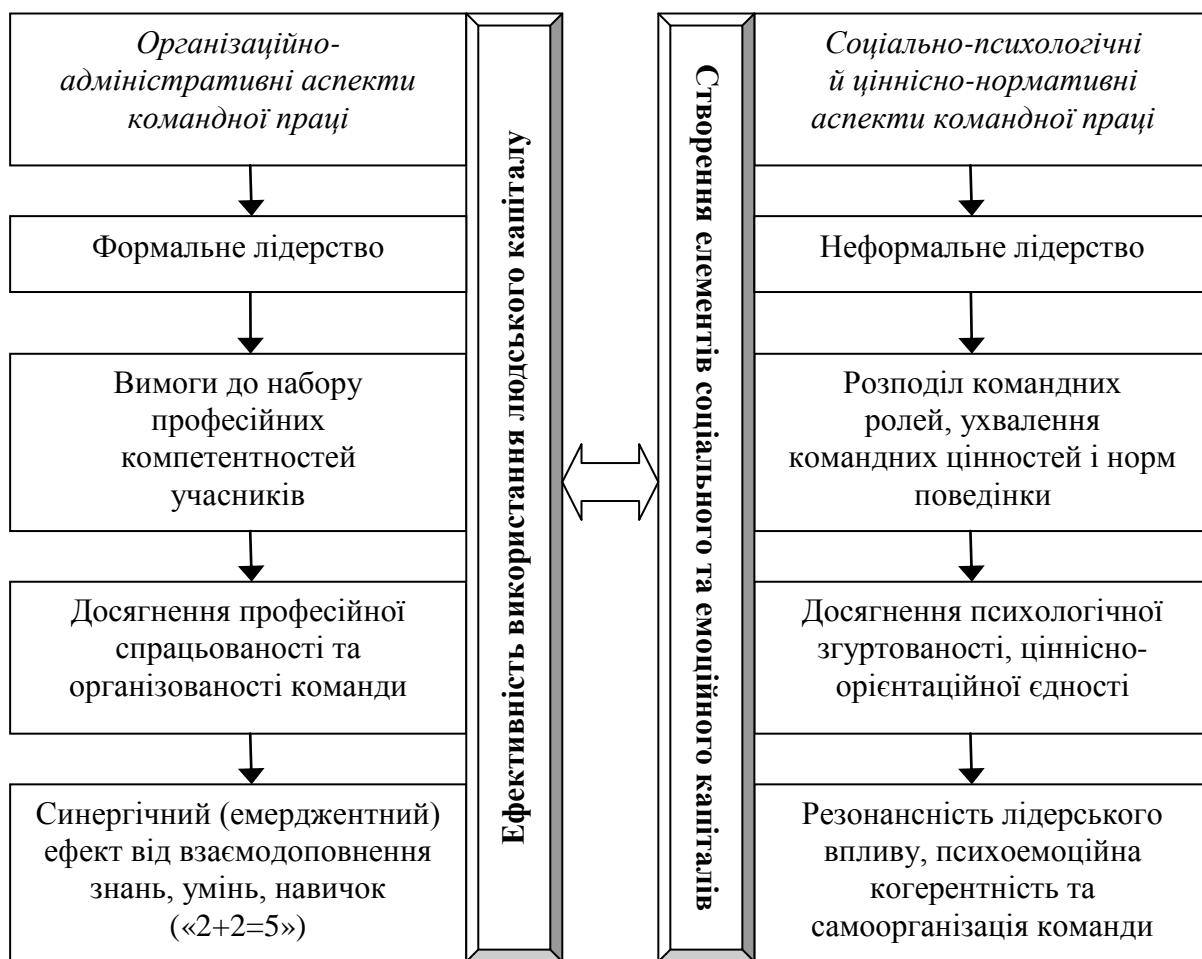 Організаційно-
адміністративні аспекти
командної праці
Формальне лідерство
Вимоги до набору
професійних
компетентностей
учасників
Досягнення професійної
спрацьованості та
організованості команди
Синергічний (емерджентний)
ефект від взаємодоповнення
знань, умінь, навичок
(«2+2=5»)
Ефективність використання людського капіталу
Створення елементів соціального та емоційного капіталів
Соціально-психологічні
й ціннісно-нормативні
аспекти командної праці
Неформальне лідерство
Розподіл командних
ролей, ухвалення
командних цінностей і норм
поведінки
Досягнення психологічної
згуртованості, ціннісно-
орієнтаційної єдності
Резонансність лідерського
впливу, психоемоційна
когерентність та
самоорганізація команди